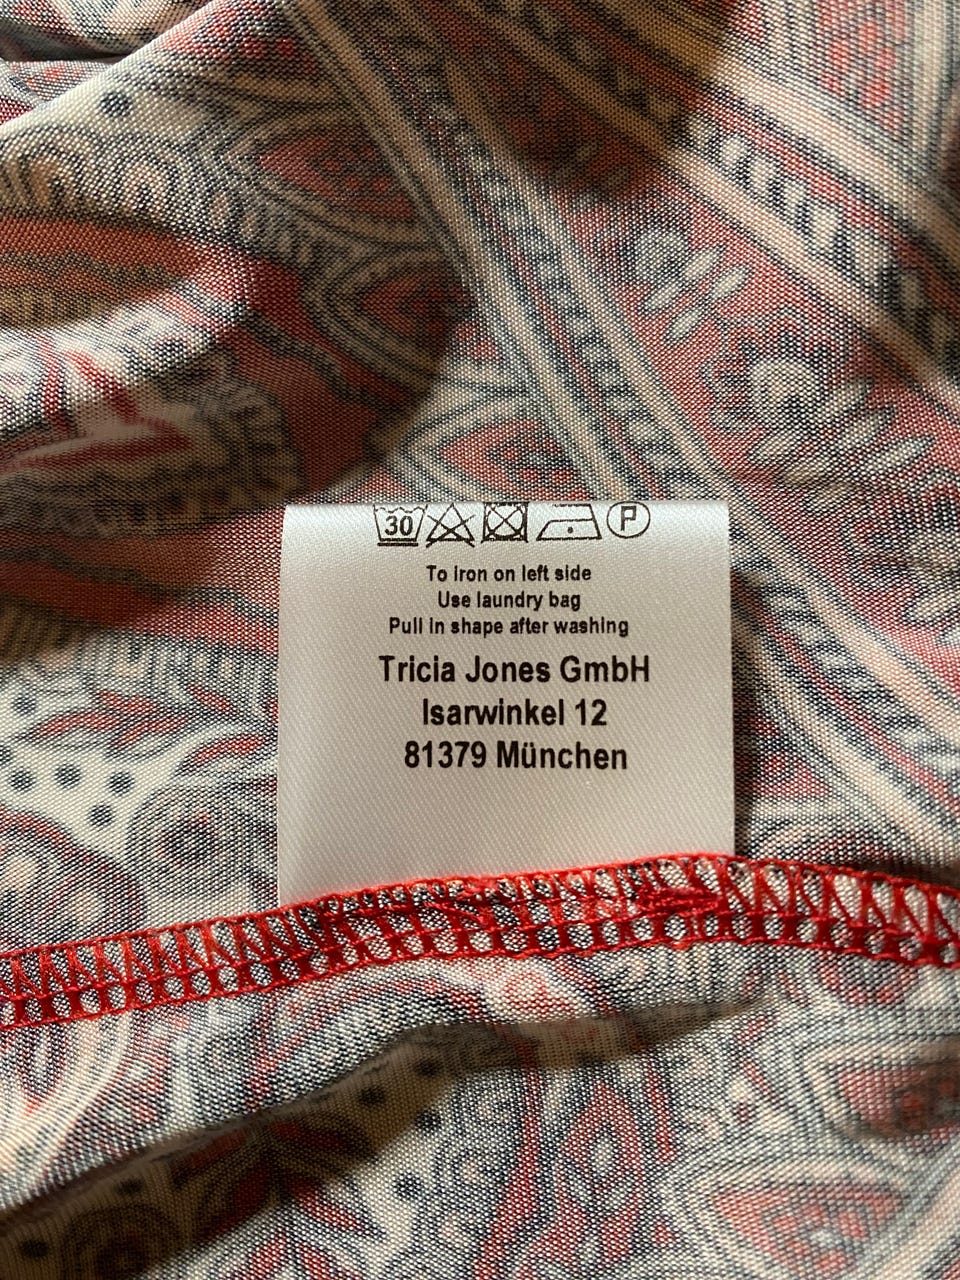 30 P
To iron on left side
Use laundry bag
Pull in shape after washing
Tricia Jones GmbH
Isarwinkel 12
81379 München